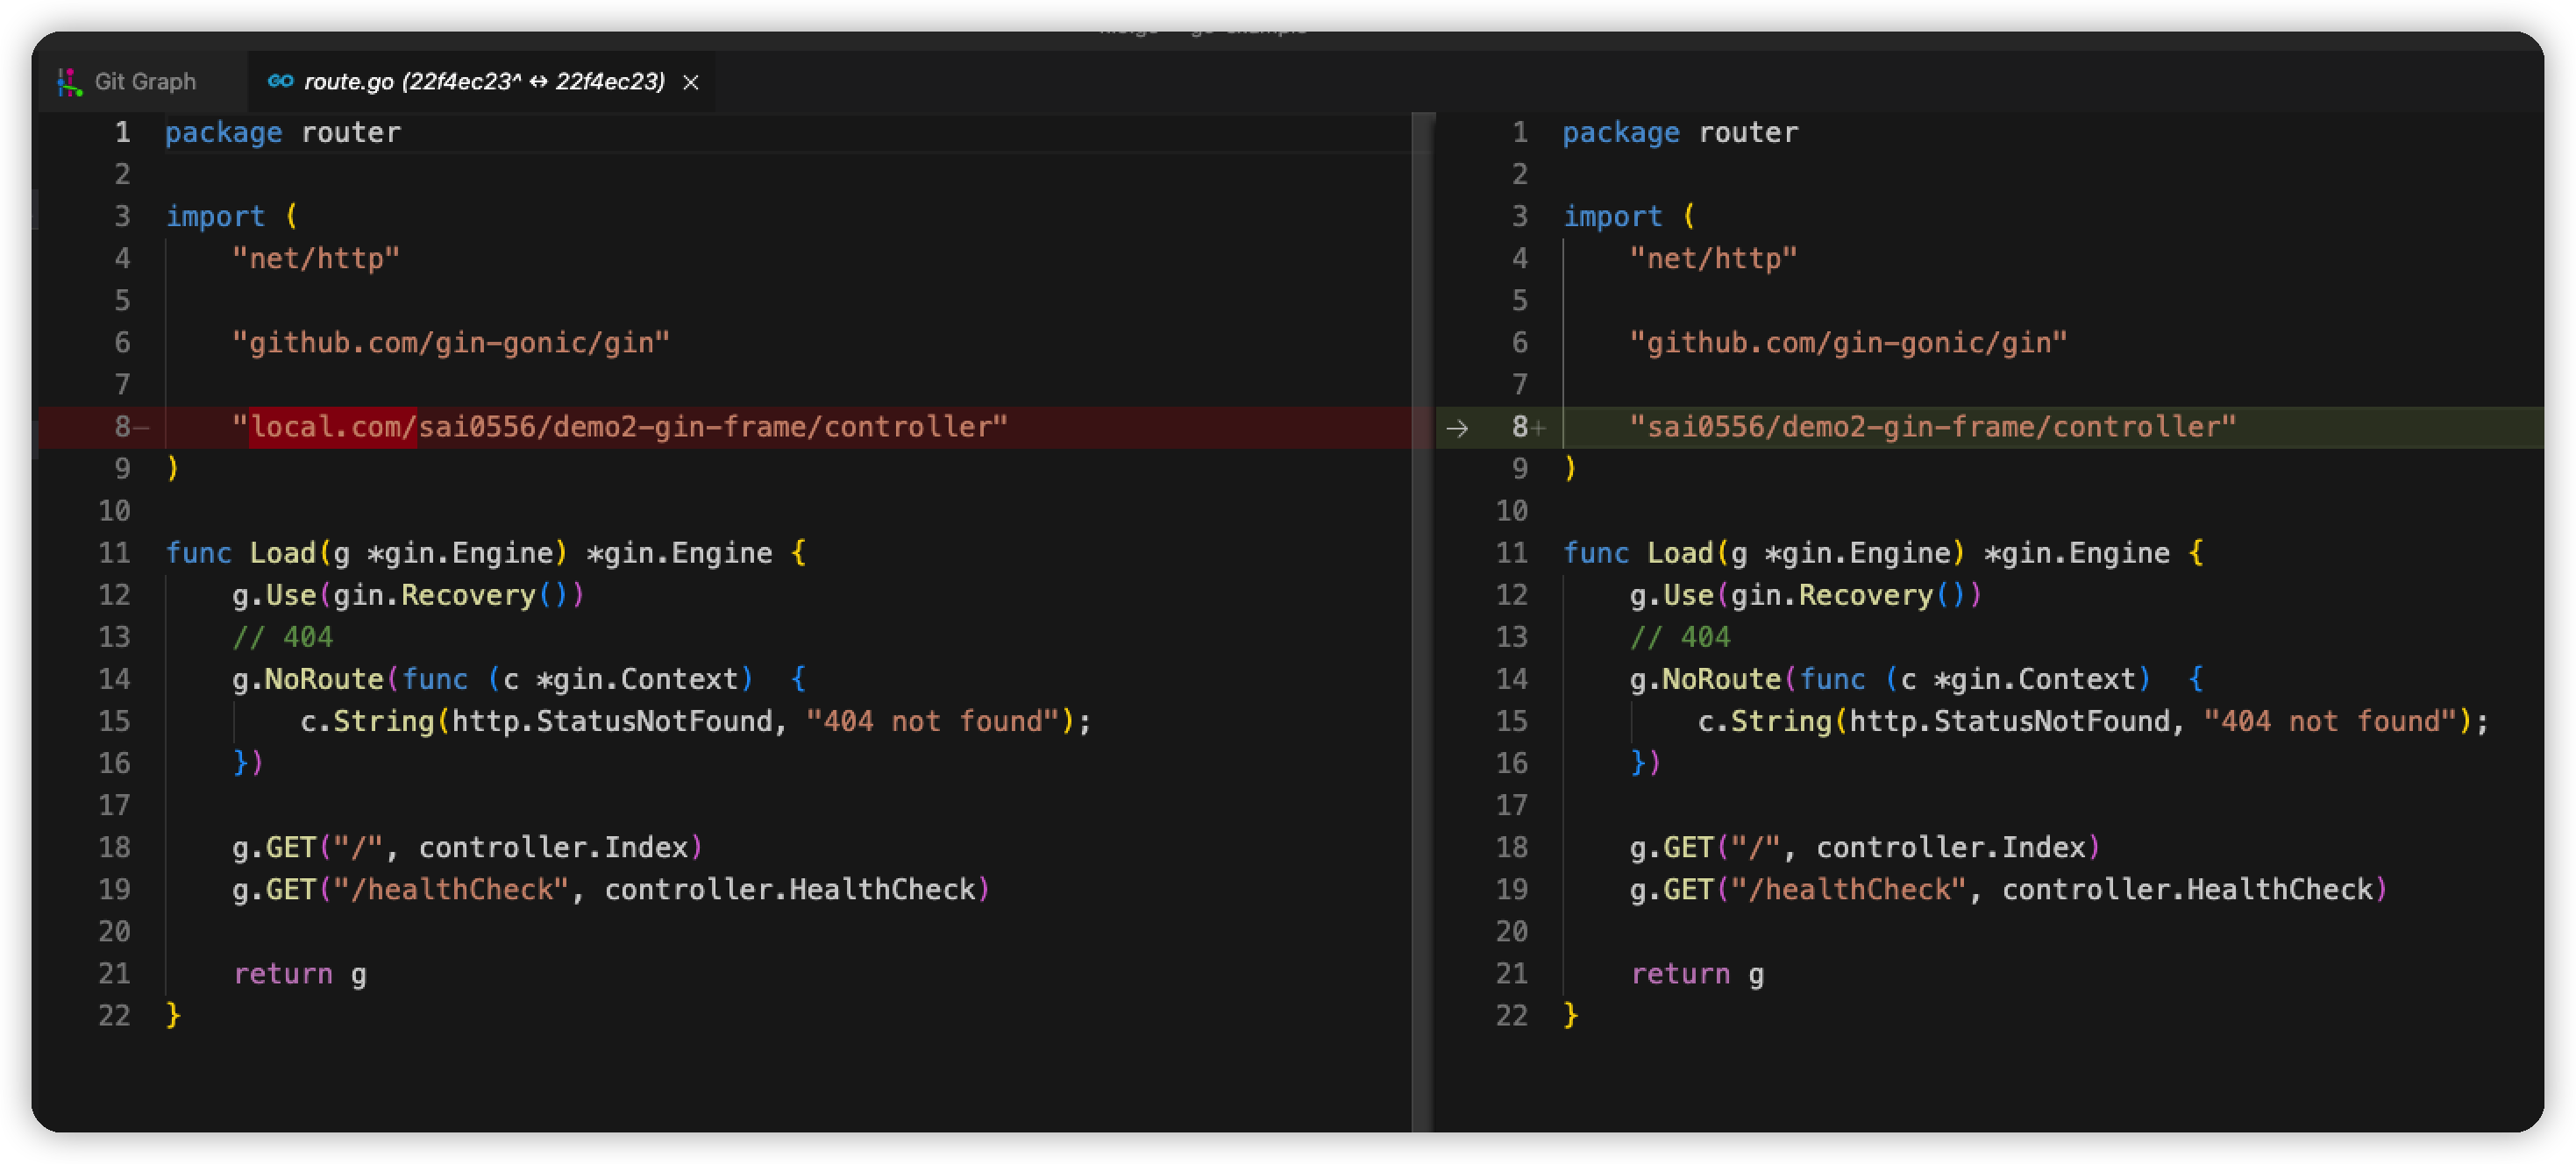 Git Graph
GO route.go (22f4ec23^ ↔ 22f4ec23) ×
1 package router
2
3 import (
4 "net/http"
5
6 "github.com/gin-gonic/gin"
7
8− "local.com/sai0556/demo2-gin-frame/controller"
9 )
10
11 func Load(g *gin.Engine) *gin.Engine {
12 g.Use(gin.Recovery())
13 // 404
14 g.NoRoute(func (c *gin.Context)  {
15 c.String(http.StatusNotFound, "404 not found");
16 })
17
18 g.GET("/", controller.Index)
19 g.GET("/healthCheck", controller.HealthCheck)
20
21 return g
22 }
1 package router
2
3 import (
4 "net/http"
5
6 "github.com/gin-gonic/gin"
7
→ 8+ "sai0556/demo2-gin-frame/controller"
9 )
10
11 func Load(g *gin.Engine) *gin.Engine {
12 g.Use(gin.Recovery())
13 // 404
14 g.NoRoute(func (c *gin.Context)  {
15 c.String(http.StatusNotFound, "404 not found");
16 })
17
18 g.GET("/", controller.Index)
19 g.GET("/healthCheck", controller.HealthCheck)
20
21 return g
22 }